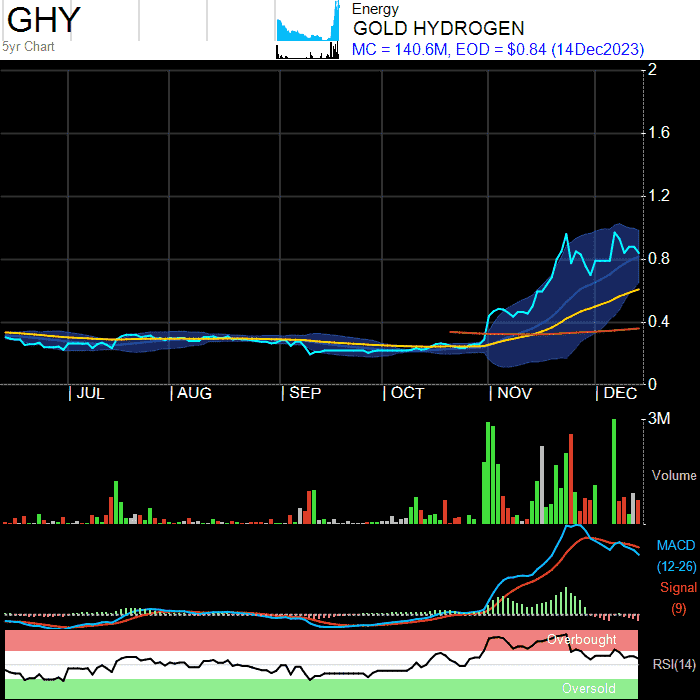 GHY
5yr Chart
Energy
GOLD HYDROGEN
MC = 140.6M, EOD = $0.84 (14Dec2023)
2
1.6
1.2
0.8
0.4
0
| JUL | AUG | SEP | OCT | NOV | DEC
3M
Volume
MACD
(12-26)
Signal
(9)
Overbought
RSI(14)
Oversold